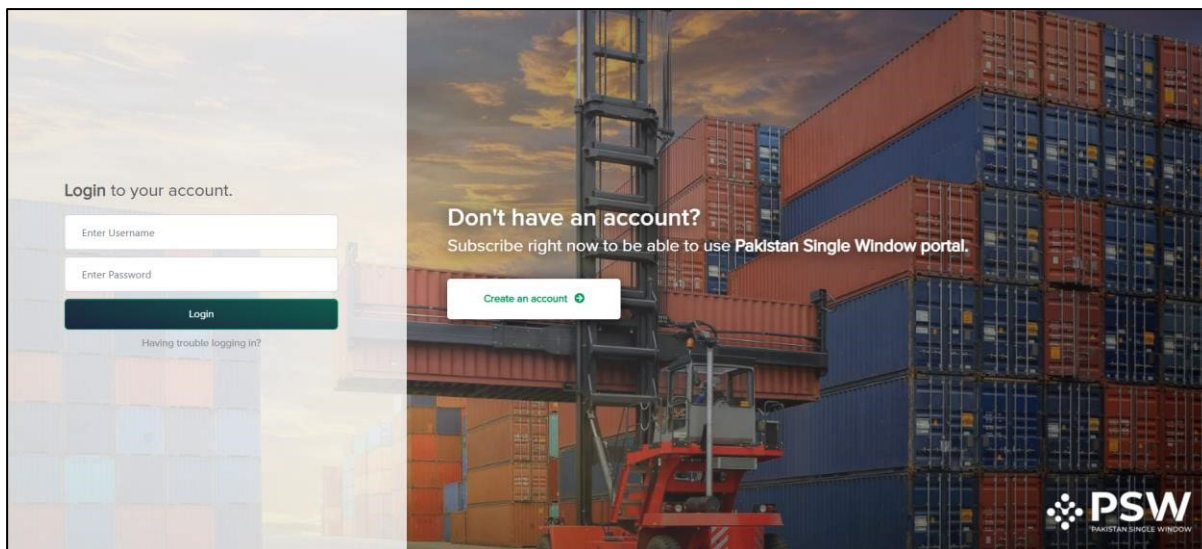 Login to your account.
Enter Username
Enter Password
Login
Having trouble logging in?
Don't have an account?
Subscribe right now to be able to use Pakistan Single Window portal.
Create an account
PSW
PAKISTAN SINGLE WINDOW